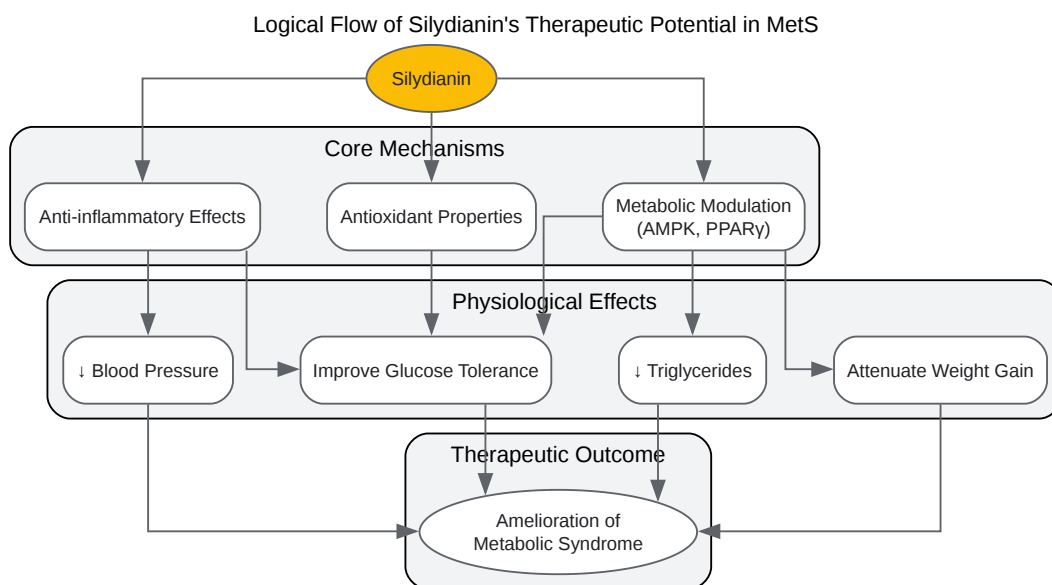 Logical Flow of Silydianin's Therapeutic Potential in MetS
Silydianin
Core Mechanisms
Anti-inflammatory Effects
Antioxidant Properties
Metabolic Modulation
(AMPK, PPARγ)
Physiological Effects
↓ Blood Pressure
Improve Glucose Tolerance
↓ Triglycerides
Attenuate Weight Gain
Therapeutic Outcome
Amelioration of
Metabolic Syndrome